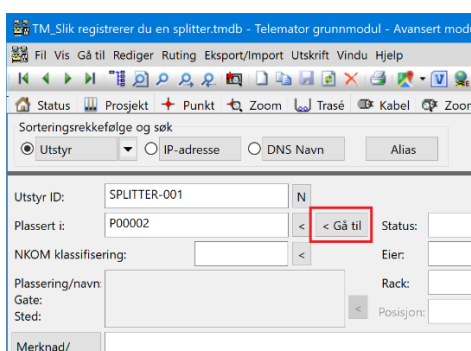 TM_Slik registrerer du en splitter.tmdb - Telemator grunnmodul - Avansert mod
Fil Vis Gå til Rediger Ruting Eksport/Import Utskrift Vindu Hjelp
Status Prosjekt Punkt Zoom Trasé Kabel Zoor
Sorteringsrekkefølge og søk
Utstyr IP-adresse DNS Navn Alias
Utstyr ID: SPLITTER-001 N
Plassert i: P00002 < < Gå til Status:
NKOM klassifisering: < Eier:
Plassering/navn: Rack:
Gate:
Sted: < Posisjon:
Merknad/